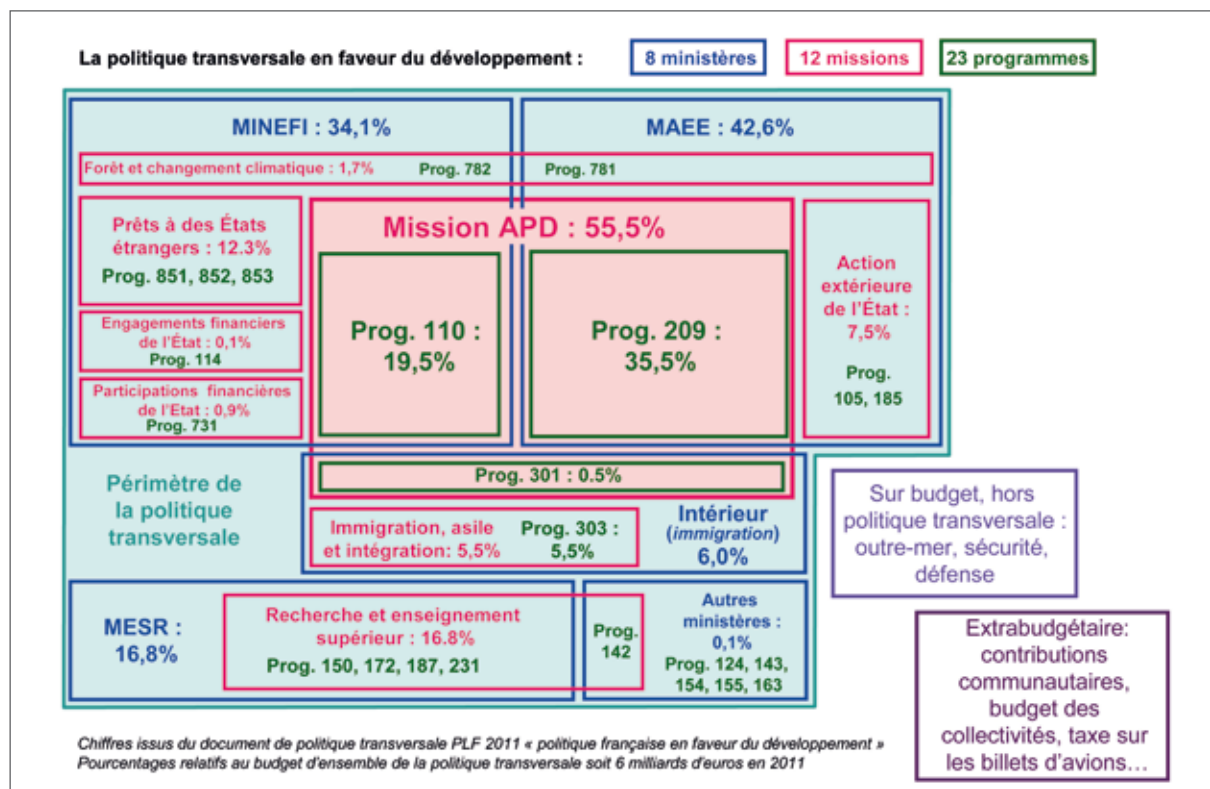 La politique transversale en faveur du développement :
8 ministères
12 missions
23 programmes
MINEFI : 34,1%
MAEE : 42,6%
Forêt et changement climatique : 1,7%
Prog. 782
Prog. 781
Prêts à des États
étrangers : 12.3%
Prog. 851, 852, 853
Engagements financiers
de l'État : 0,1%
Prog. 114
Participations financières
de l'Etat : 0,9%
Prog. 731
Mission APD : 55,5%
Prog. 110 :
19,5%
Prog. 209 :
35,5%
Action
extérieure
de l'État :
7,5%
Prog.
105, 185
Prog. 301 : 0.5%
Périmètre de
la politique
transversale
Immigration, asile
et intégration: 5,5%
Prog. 303 :
5,5%
Intérieur
(immigration)
6,0%
Sur budget, hors
politique transversale :
outre-mer, sécurité,
défense
MESR :
16,8%
Recherche et enseignement
supérieur : 16.8%
Prog. 150, 172, 187, 231
Prog.
142
Autres
ministères :
0,1%
Prog. 124, 143,
154, 155, 163
Extrabudgétaire:
contributions
communautaires,
budget des
collectivités, taxe sur
les billets d'avions…
Chiffres issus du document de politique transversale PLF 2011 « politique française en faveur du développement »
Pourcentages relatifs au budget d'ensemble de la politique transversale soit 6 milliards d'euros en 2011